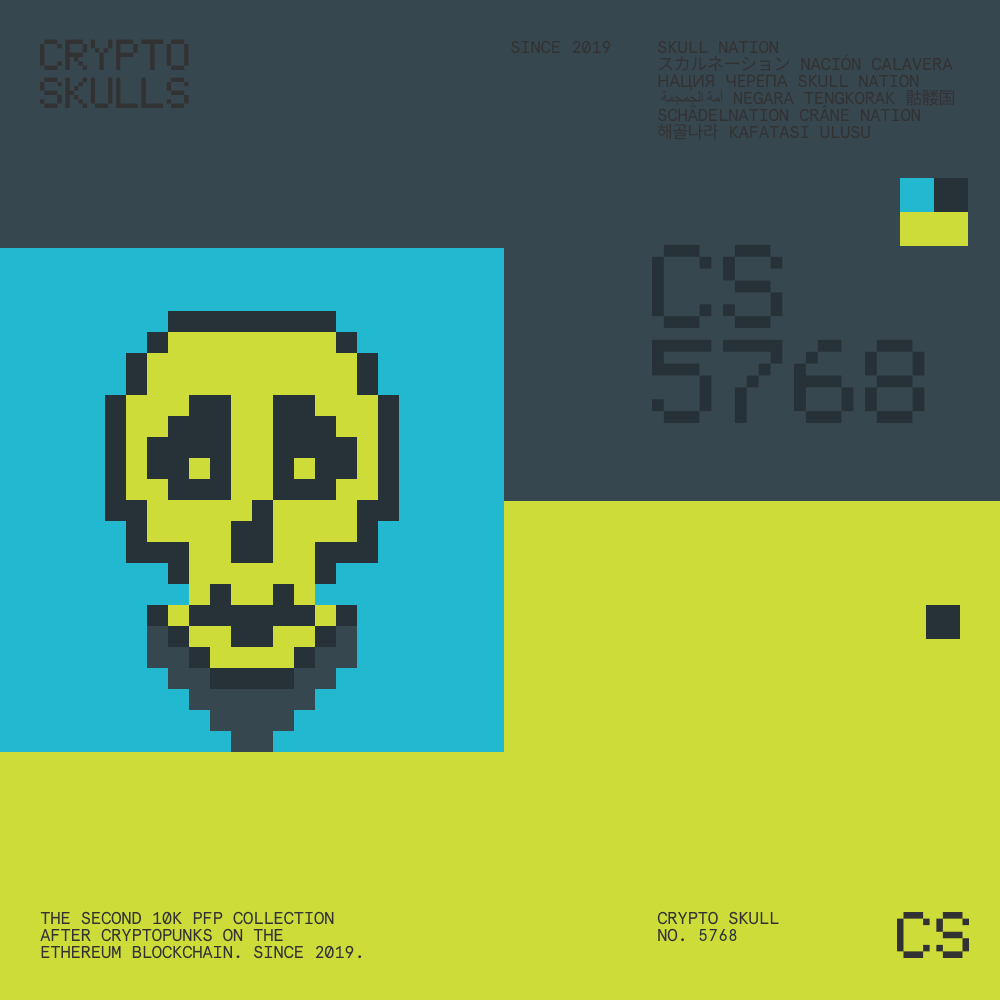 CRYPTO
SKULLS
SINCE 2019
SKULL NATION
スカルネーション NACIÓN CALAVERA
НАЦИЯ ЧЕРЕПА SKULL NATION
أمة الجمجمة NEGARA TENGKORAK 骷髅国
SCHÄDELNATION CRÂNE NATION
해골나라 KAFATASI ULUSU
CS
5768
THE SECOND 10K PFP COLLECTION
AFTER CRYPTOPUNKS ON THE
ETHEREUM BLOCKCHAIN. SINCE 2019.
CRYPTO SKULL
NO. 5768
CS